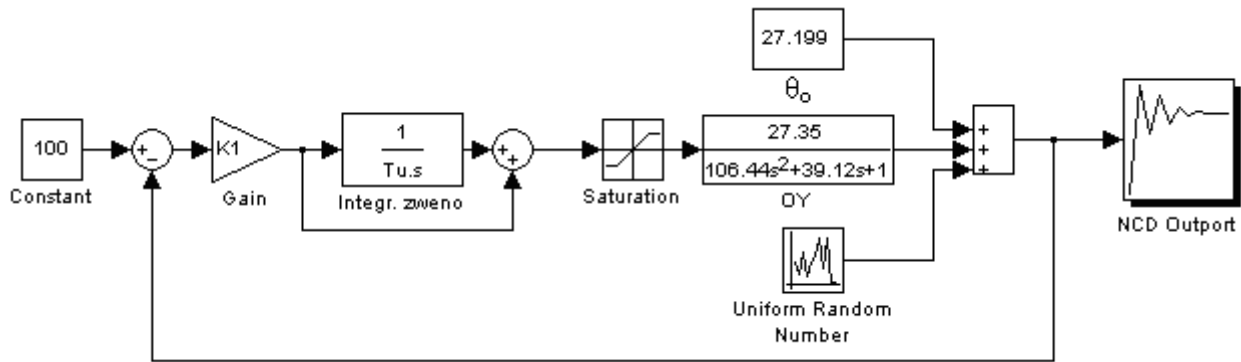 27.199
θo
100
Constant
+
−
K1
Gain
1
Tu.s
Integr. zweno
+
+
Saturation
27.35
106.44s²+39.12s+1
OY
+
+
+
NCD Outport
Uniform Random
Number